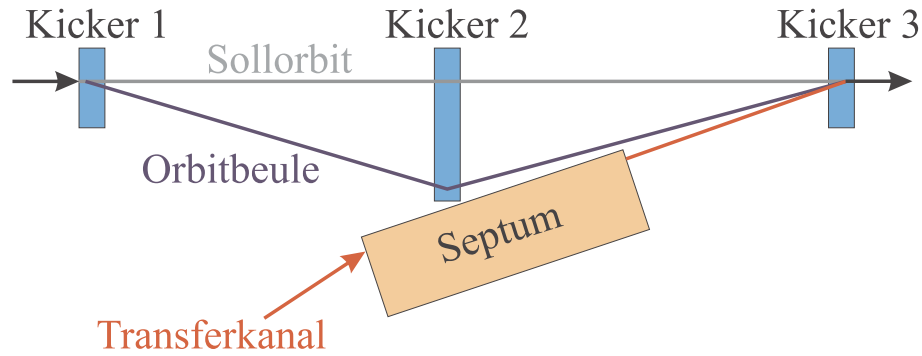 Kicker 1
Kicker 2
Kicker 3
Sollorbit
Orbitbeule
Septum
Transferkanal